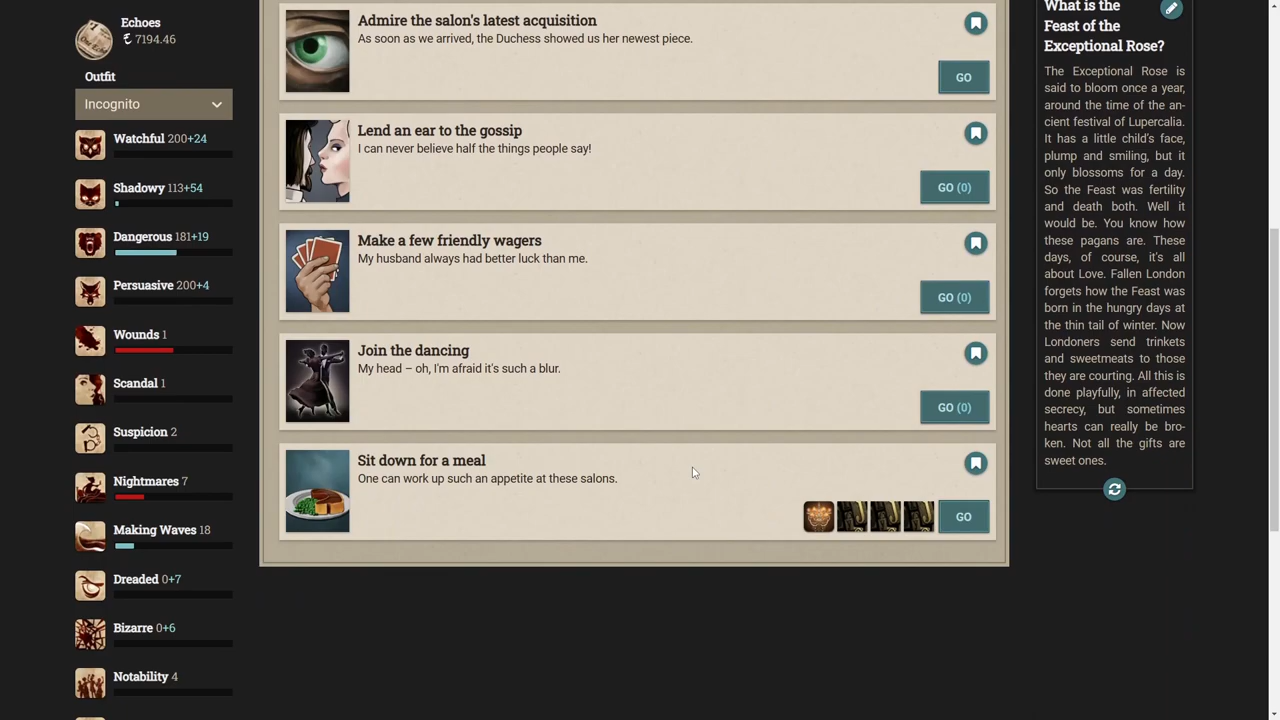 Echoes
7194.46
Outfit
Incognito
Watchful 200+24
Shadowy 113+54
Dangerous 181+19
Persuasive 200+4
Wounds 1
Scandal 1
Suspicion 2
Nightmares 7
Making Waves 18
Dreaded 0+7
Bizarre 0+6
Notability 4
Admire the salon's latest acquisition
As soon as we arrived, the Duchess showed us her newest piece.
GO
Lend an ear to the gossip
I can never believe half the things people say!
GO (0)
Make a few friendly wagers
My husband always had better luck than me.
GO (0)
Join the dancing
My head – oh, I'm afraid it's such a blur.
GO (0)
Sit down for a meal
One can work up such an appetite at these salons.
GO
What is the
Feast of the
Exceptional Rose?
The Exceptional Rose is
said to bloom once a year,
around the time of the an-
cient festival of Lupercalia.
It has a little child's face,
plump and smiling, but it
only blossoms for a day.
So the Feast was fertility
and death both. Well it
would be. You know how
these pagans are. These
days, of course, it's all
about Love. Fallen London
forgets how the Feast was
born in the hungry days at
the thin tail of winter. Now
Londoners send trinkets
and sweetmeats to those
they are courting. All this is
done playfully, in affected
secrecy, but sometimes
hearts can really be bro-
ken. Not all the gifts are
sweet ones.